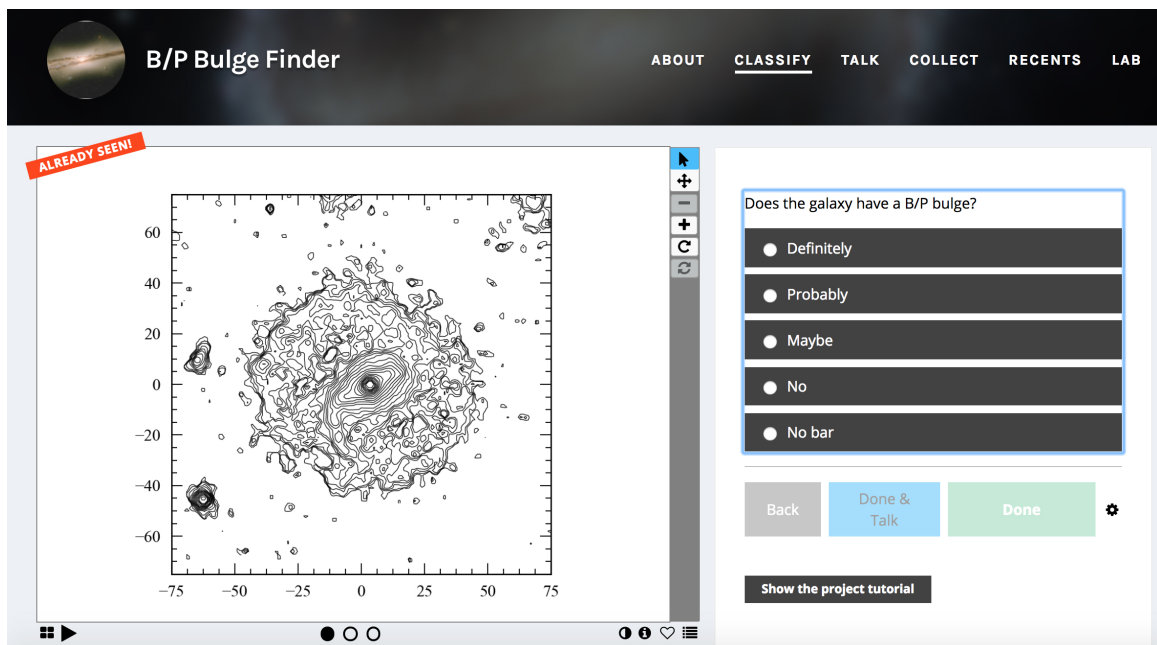 B/P Bulge Finder
ABOUT CLASSIFY TALK COLLECT RECENTS LAB
ALREADY SEEN!
60
40
20
0
−20
−40
−60
−75 −50 −25 0 25 50 75
Does the galaxy have a B/P bulge?
Definitely
Probably
Maybe
No
No bar
Back
Done &
Talk
Done
Show the project tutorial